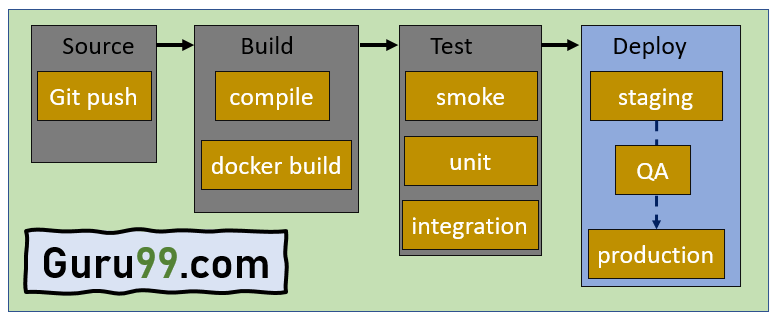 Source
Git push
Build
compile
docker build
Test
smoke
unit
integration
Deploy
staging
QA
production
Guru99.com